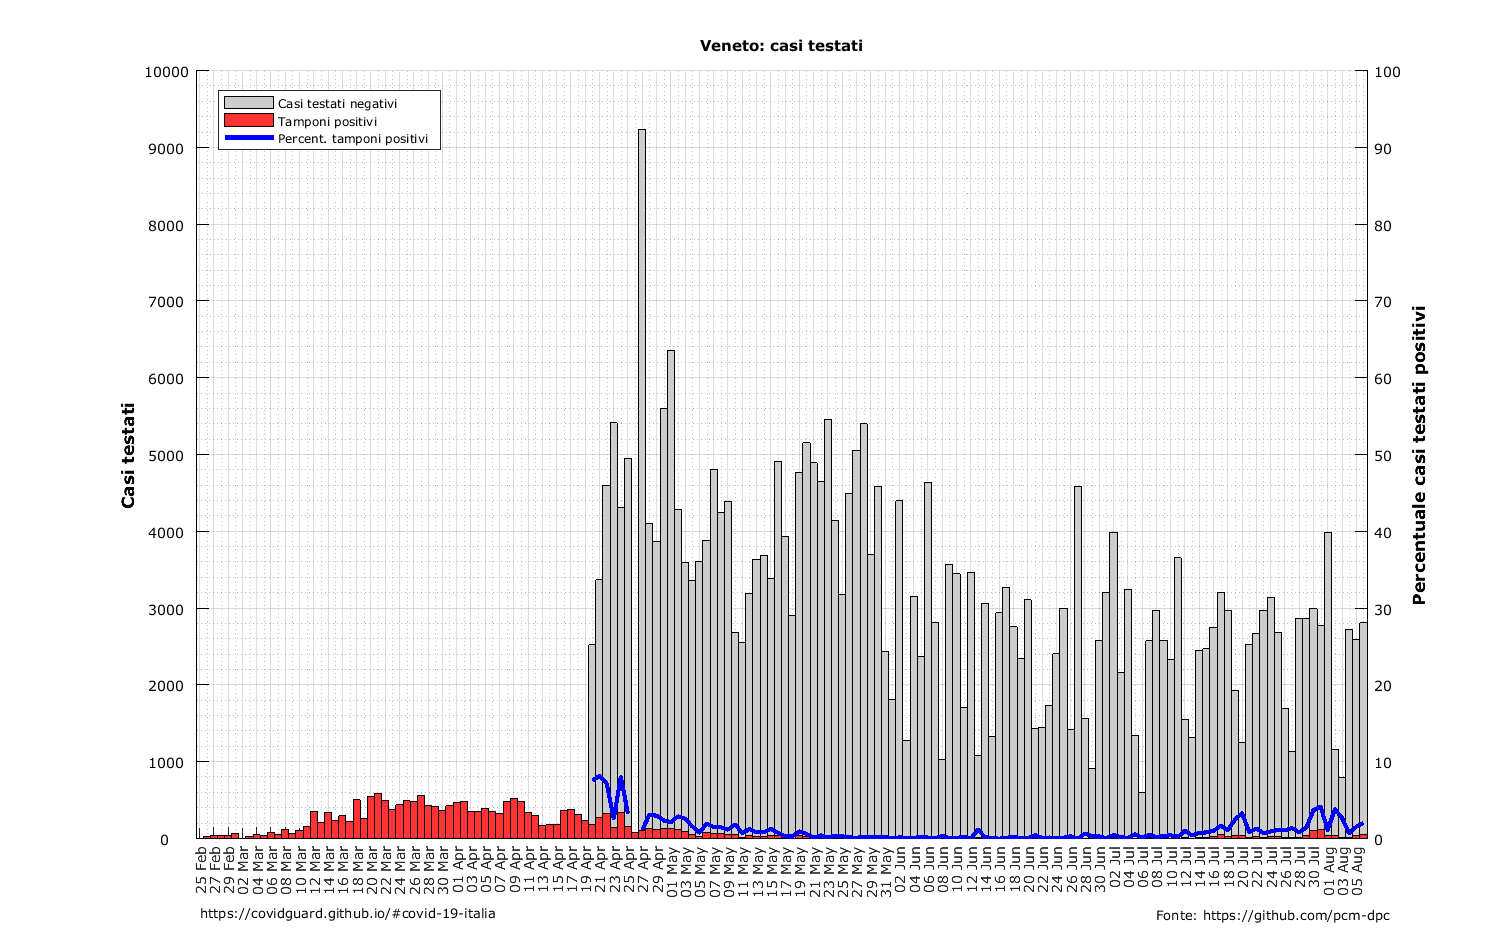 Veneto: casi testati
Casi testati negativi
Tamponi positivi
Percent. tamponi positivi
Casi testati
10000
9000
8000
7000
6000
5000
4000
3000
2000
1000
0
100
90
80
70
60
50
40
30
20
10
0
Percentuale casi testati positivi
25 Feb
27 Feb
29 Feb
02 Mar
04 Mar
06 Mar
08 Mar
10 Mar
12 Mar
14 Mar
16 Mar
18 Mar
20 Mar
22 Mar
24 Mar
26 Mar
28 Mar
30 Mar
01 Apr
03 Apr
05 Apr
07 Apr
09 Apr
11 Apr
13 Apr
15 Apr
17 Apr
19 Apr
21 Apr
23 Apr
25 Apr
27 Apr
29 Apr
01 May
03 May
05 May
07 May
09 May
11 May
13 May
15 May
17 May
19 May
21 May
23 May
25 May
27 May
29 May
31 May
02 Jun
04 Jun
06 Jun
08 Jun
10 Jun
12 Jun
14 Jun
16 Jun
18 Jun
20 Jun
22 Jun
24 Jun
26 Jun
28 Jun
30 Jun
02 Jul
04 Jul
06 Jul
08 Jul
10 Jul
12 Jul
14 Jul
16 Jul
18 Jul
20 Jul
22 Jul
24 Jul
26 Jul
28 Jul
30 Jul
01 Aug
03 Aug
05 Aug
https://covidguard.github.io/#covid-19-italia
Fonte: https://github.com/pcm-dpc